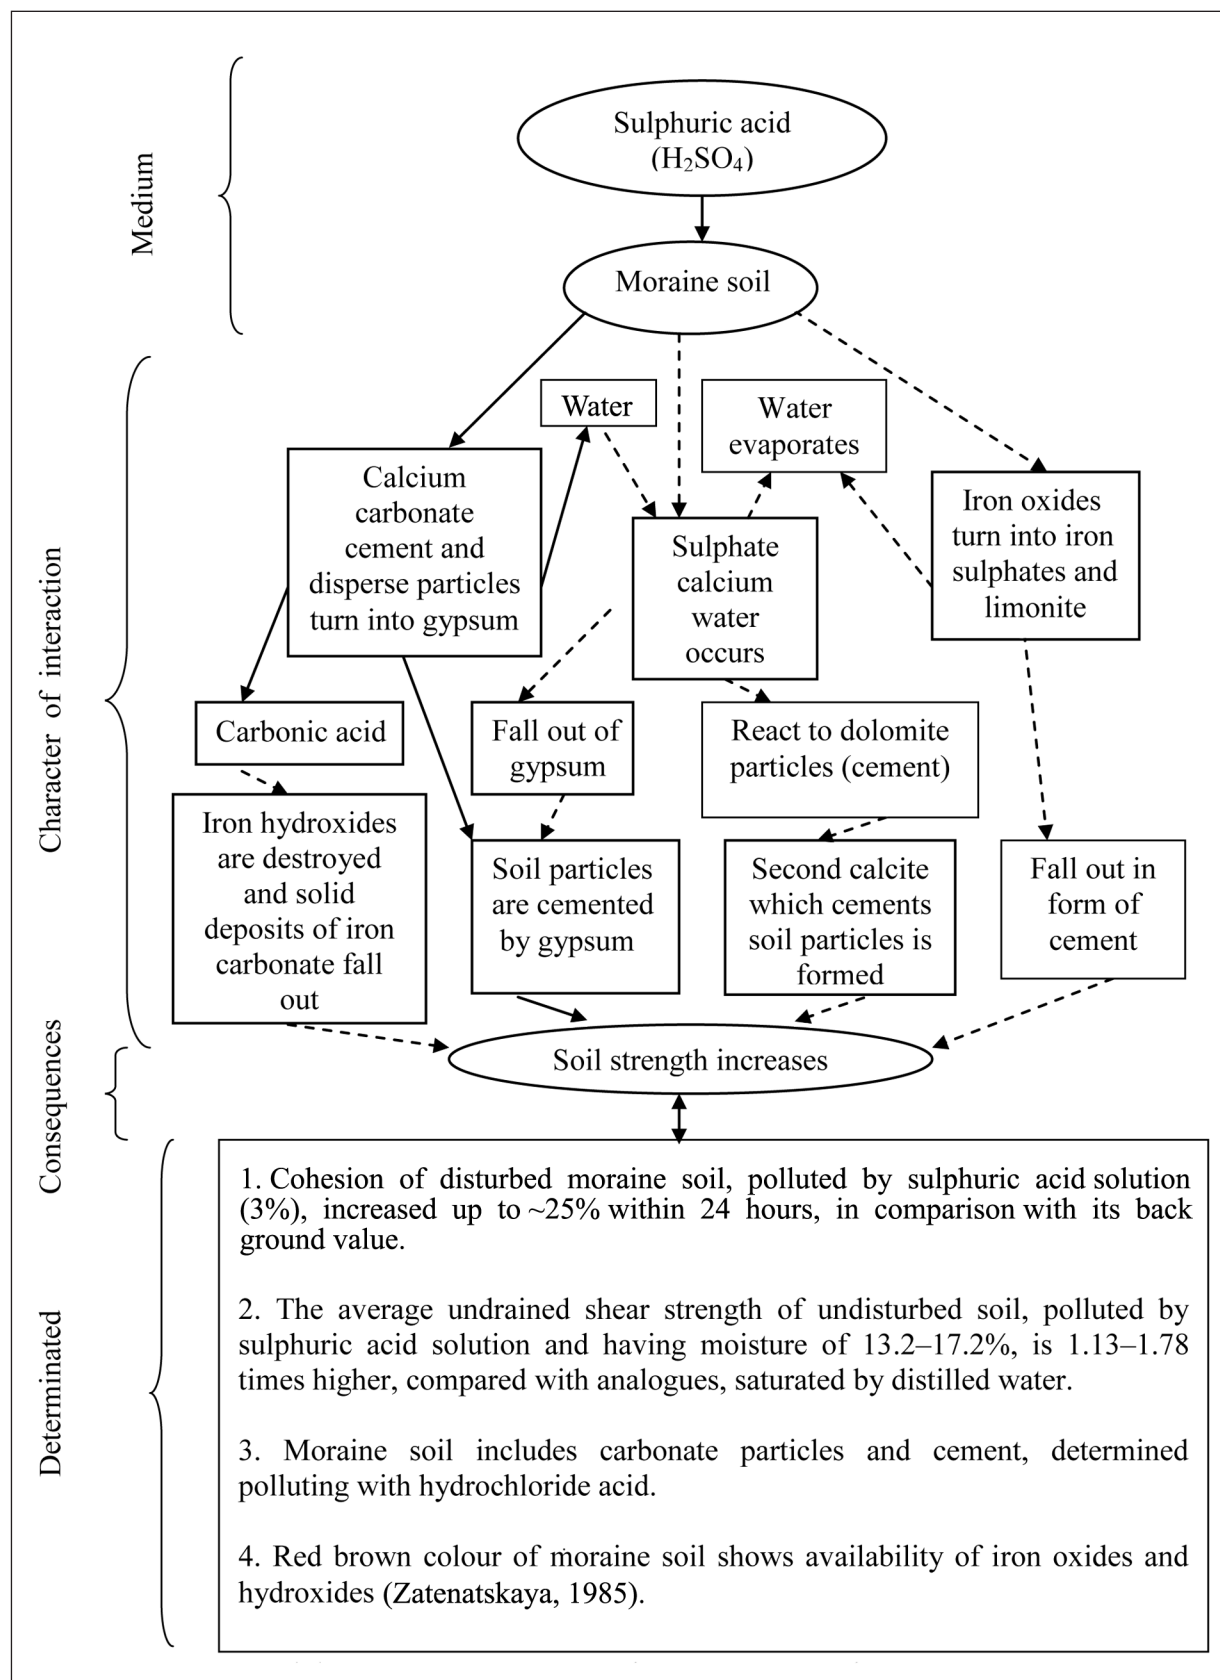 Medium
Sulphuric acid
(H₂SO₄)
Moraine soil
Character of interaction
Water
Water
evaporates
Calcium
carbonate
cement and
disperse particles
turn into gypsum
Sulphate
calcium
water
occurs
Iron oxides
turn into iron
sulphates and
limonite
Carbonic acid
Fall out of
gypsum
React to dolomite
particles (cement)
Iron hydroxides
are destroyed
and solid
deposits of iron
carbonate fall
out
Soil particles
are cemented
by gypsum
Second calcite
which cements
soil particles is
formed
Fall out in
form of
cement
Consequences
Soil strength increases
Determinated
1. Cohesion of disturbed moraine soil, polluted by sulphuric acid solution
(3%), increased up to ~25% within 24 hours, in comparison with its back
ground value.
2. The average undrained shear strength of undisturbed soil, polluted by
sulphuric acid solution and having moisture of 13.2–17.2%, is 1.13–1.78
times higher, compared with analogues, saturated by distilled water.
3. Moraine soil includes carbonate particles and cement, determined
polluting with hydrochloride acid.
4. Red brown colour of moraine soil shows availability of iron oxides and
hydroxides (Zatenatskaya, 1985).